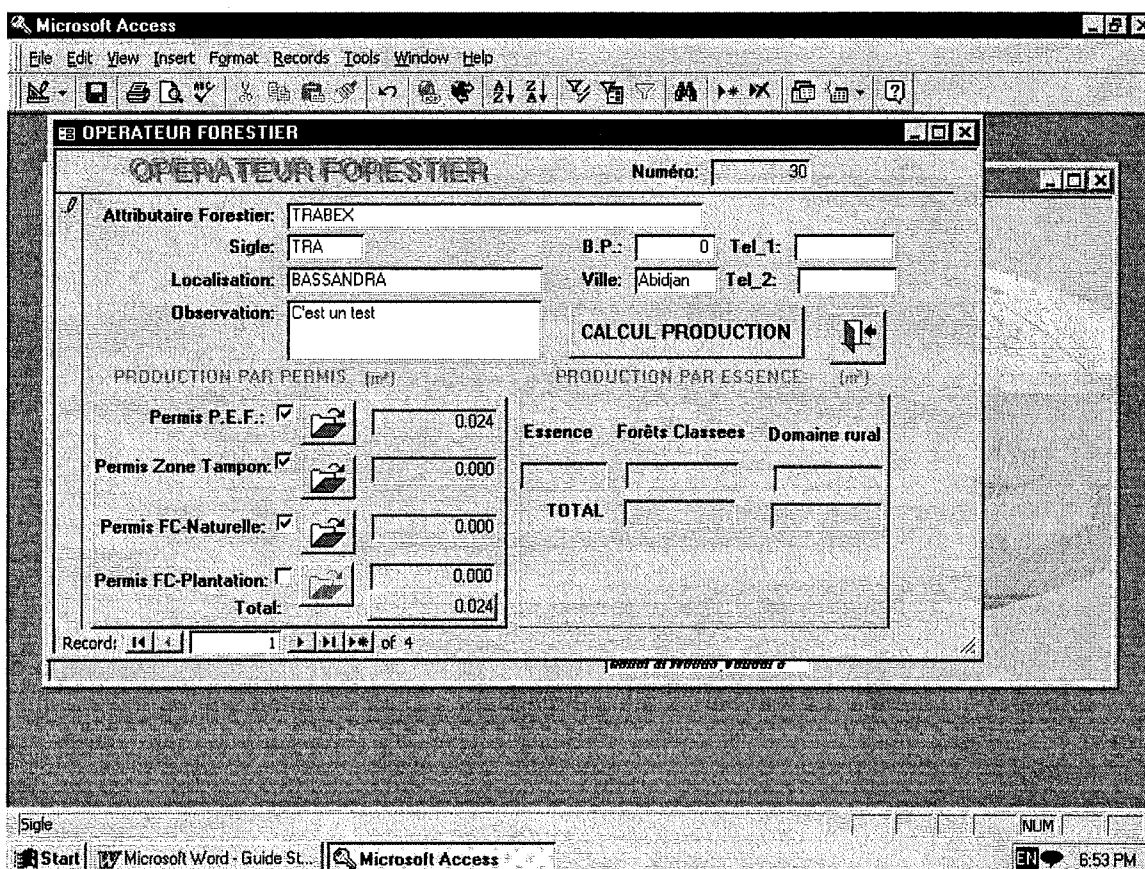 Microsoft Access
File Edit View Insert Format Records Tools Window Help
OPERATEUR FORESTIER
OPERATEUR FORESTIER Numéro: 30
Attributaire Forestier: TRABEX
Sigle: TRA B.P.: 0 Tel_1:
Localisation: BASSANDRA Ville: Abidjan Tel_2:
Observation: C'est un test
CALCUL PRODUCTION
PRODUCTION PAR PERMIS (m³) PRODUCTION PAR ESSENCE (m³)
Permis P.E.F.: 0.024
Essence Forêts Classees Domaine rural
Permis Zone Tampon: 0.000
TOTAL
Permis FC-Naturelle: 0.000
Permis FC-Plantation: 0.000
Total: 0.024
Record: 1 of 4
Sigle NUM
Start Microsoft Word - Guide St... Microsoft Access EN 6:53 PM